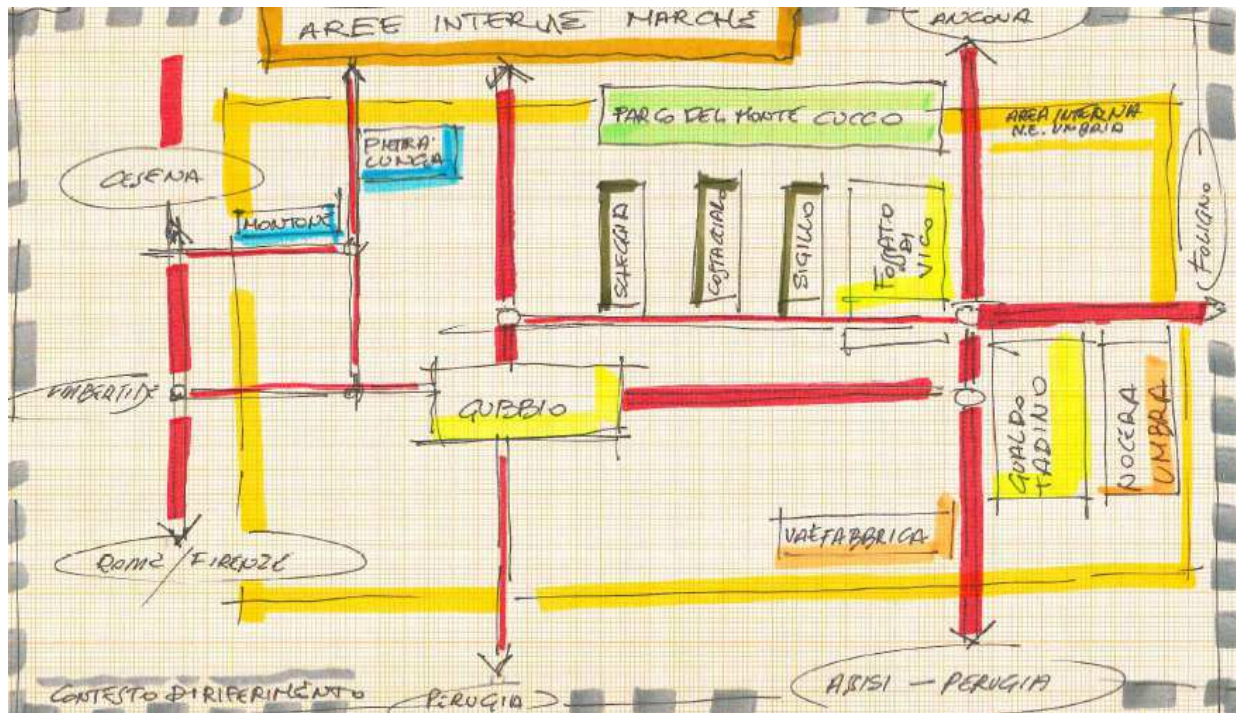 AREE INTERNE MARCHE
ANCONA
PARCO DEL MONTE CUCCO
AREA INTERNA
N.E. UMBRIA
PIETRA-
LUNGA
CESENA
MONTONE
SCHEGGIA
COSTACCIARO
SIGILLO
FOSSATO
DI
VICO
FOLIGNO
UMBERTIDE
GUBBIO
GUALDO
TADINO
NOCERA
UMBRA
VALFABBRICA
ROMA/FIRENZE
CONTESTO DI RIFERIMENTO
PERUGIA
ASISI — PERUGIA